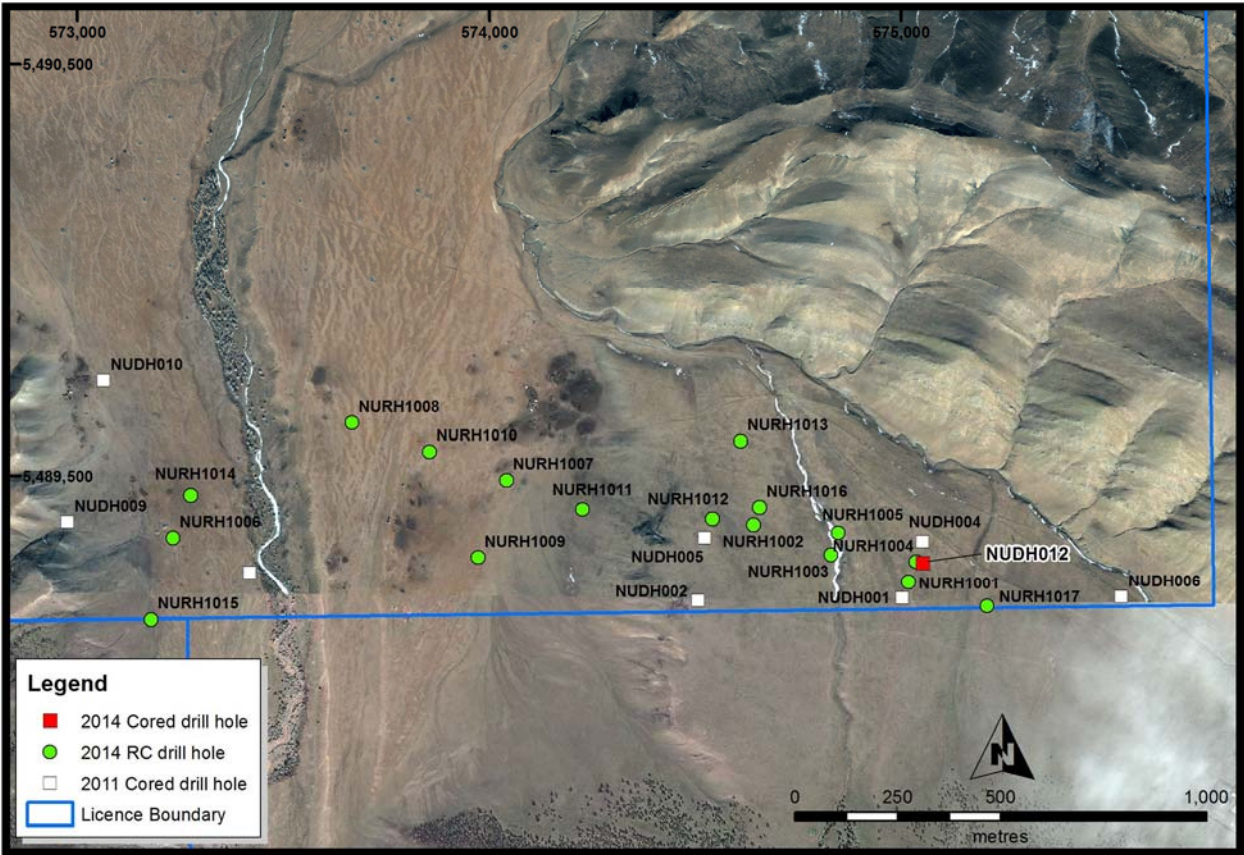 573,000
574,000
575,000
5,490,500
NUDH010
NURH1008
NURH1010
NURH1013
NURH1007
5,489,500
NURH1014
NURH1011
NURH1012
NURH1016
NUDH009
NURH1005
NUDH004
NURH1006
NURH1002
NURH1004
NUDH012
NUDH005
NURH1009
NURH1003
NUDH006
NURH1001
NUDH002
NUDH001
NURH1017
NURH1015
Legend
2014 Cored drill hole
2014 RC drill hole
2011 Cored drill hole
Licence Boundary
N
0 250 500 1,000
metres